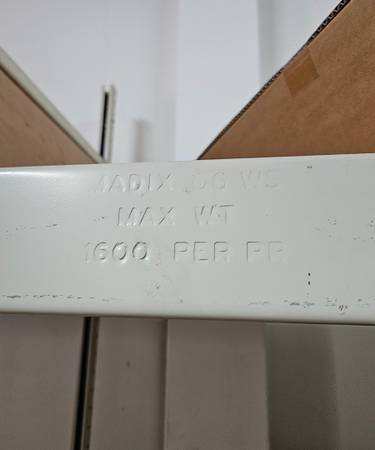 MADIX WS
MAX WT
1600 PER PR